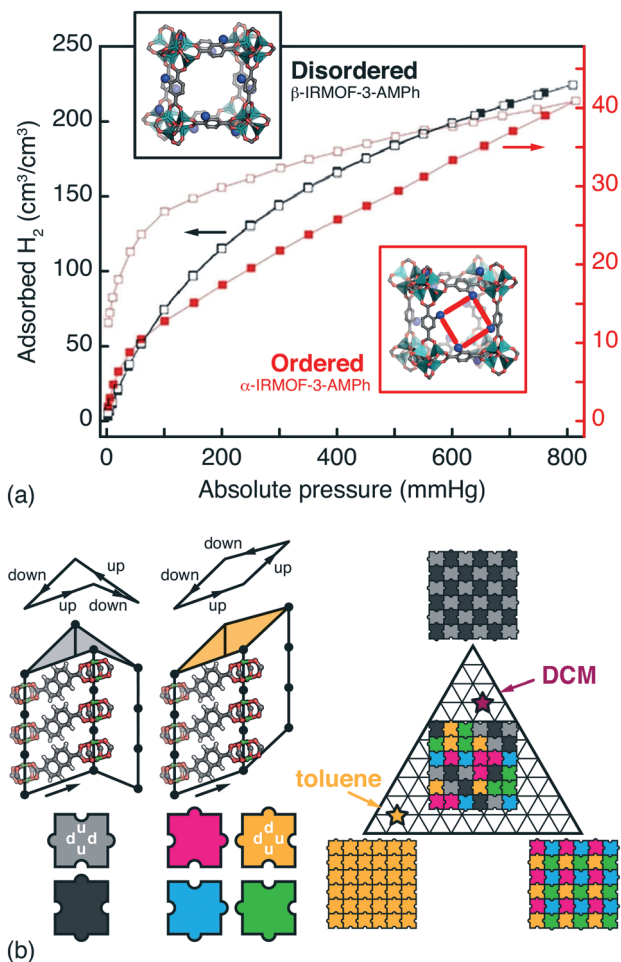 250
200
150
100
50
0
Adsorbed H2 (cm3/cm3)
Disordered
β-IRMOF-3-AMPh
Ordered
α-IRMOF-3-AMPh
40
30
20
10
0
0
200
400
600
800
Absolute pressure (mmHg)
(a)
down
up
up
down
down
up
down
up
DCM
toluene
u
d d
u
d
u u
d
(b)